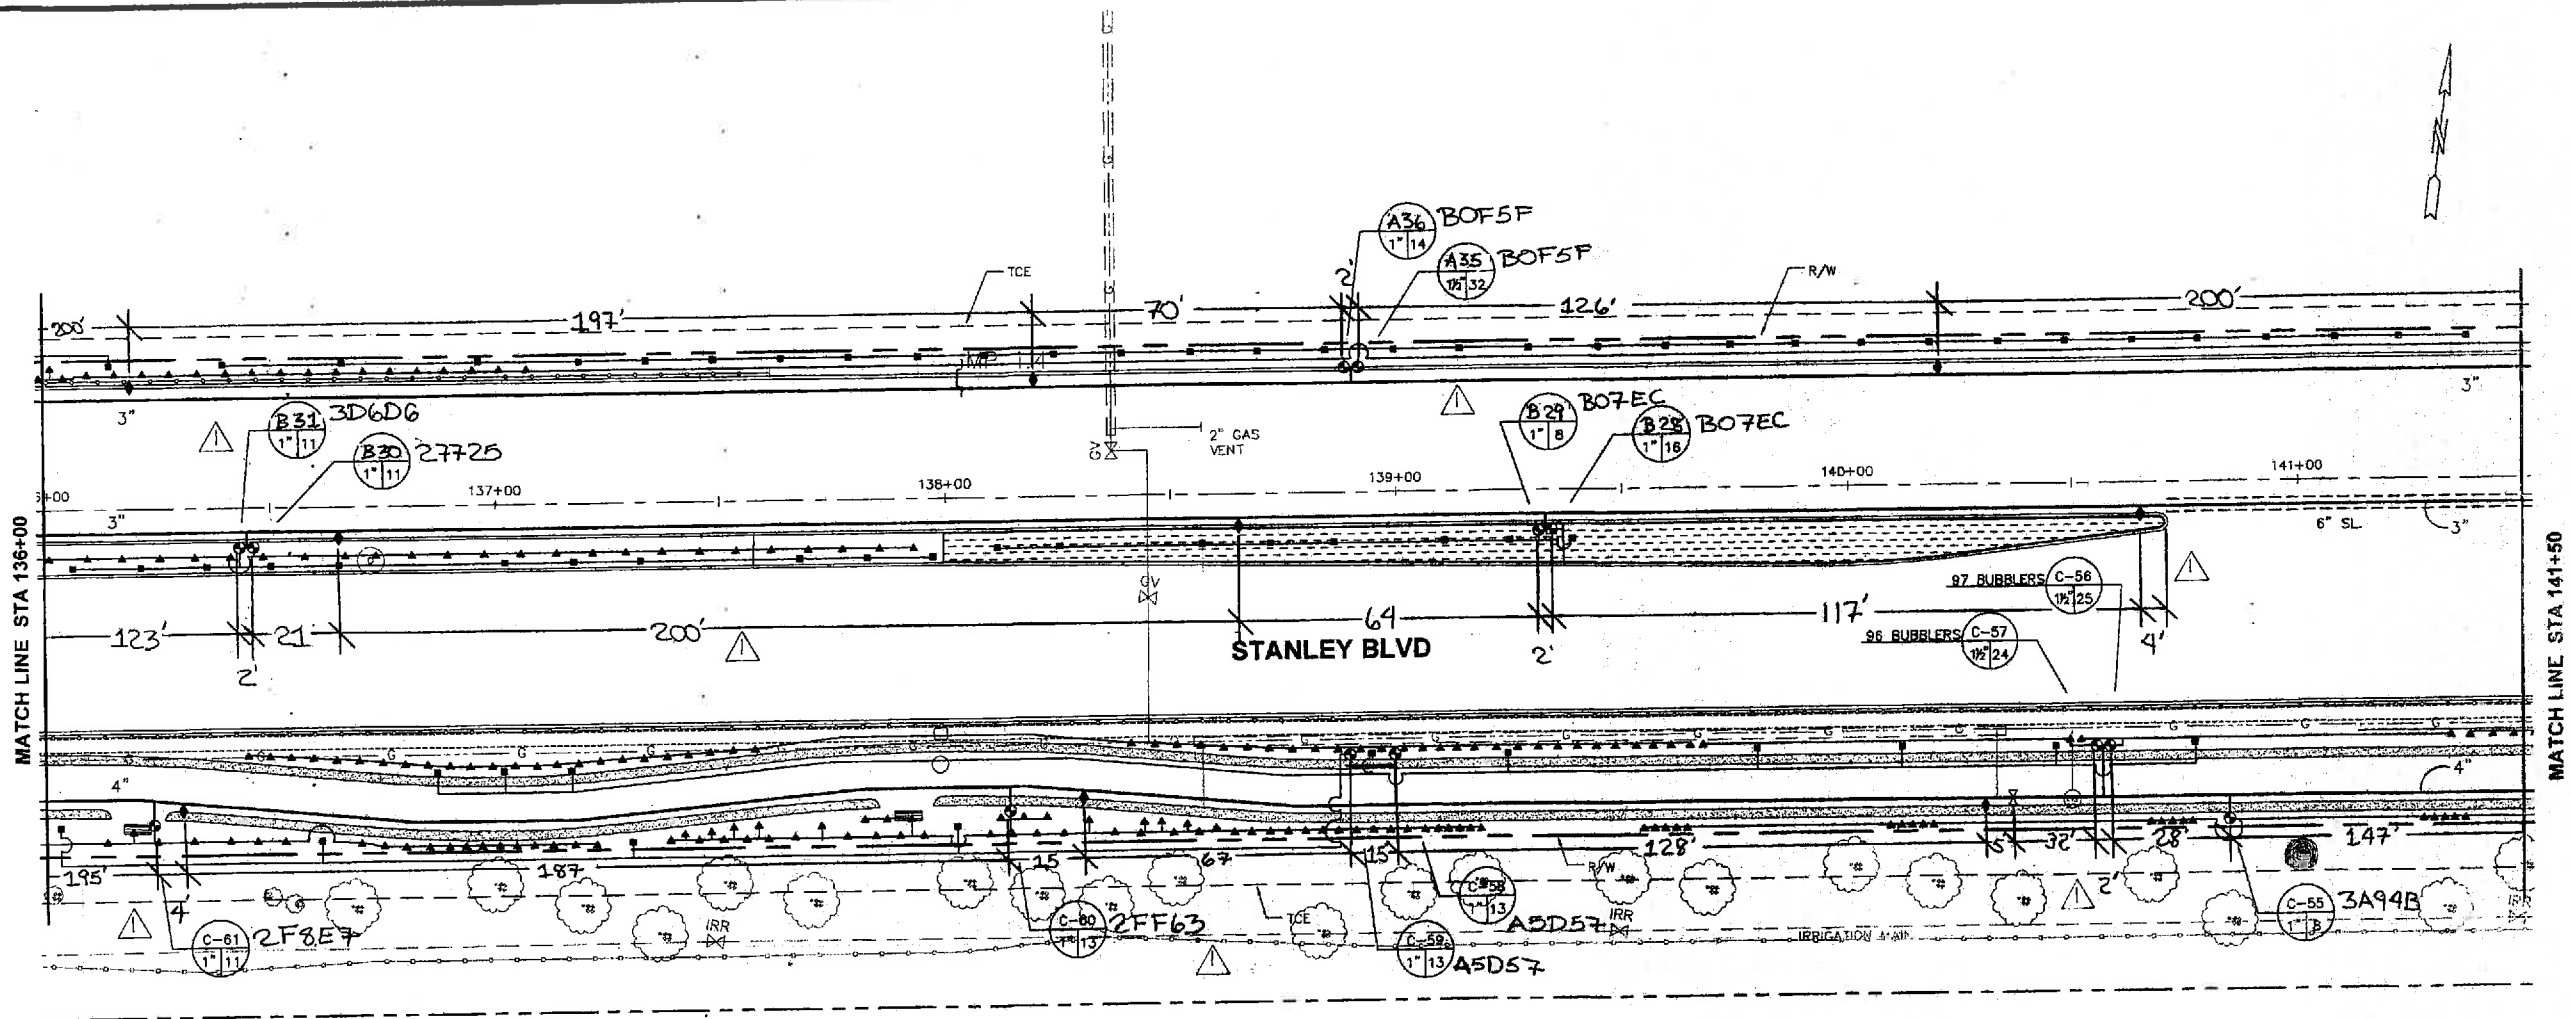 A36 B0F5F
1" 14
A35 B0F5F
1½" 32
2'
TCE
R/W
200'
197'
70'
126'
200'
G
G
G
3"
3"
B31 3D6D6
1" 11
B30 27725
1" 11
B29 B07EC
1" 8
B28 B07EC
1" 16
2" GAS
VENT
GV
137+00
138+00
139+00
140+00
141+00
3"
6" SL
3"
97 BUBBLERS C-56
1½" 25
96 BUBBLERS C-57
1½" 24
GV
123'
21
200'
64
117'
4'
2'
2'
STANLEY BLVD
MATCH LINE STA 136+00
MATCH LINE STA 141+50
G G G G G G G G G
4"
4"
195'
4'
187
15
67
15'
128'
5'
32'
2'
28'
147'
R/W
TCE
IRR
IRR
IRRIGATION MAIN
C-61 2F8E7
1" 11
C-60 2FF63
1" 13
C-59 A5D57
1" 13
C-58 A5D57
1" 13
C-55 3A94B
1" 8
N